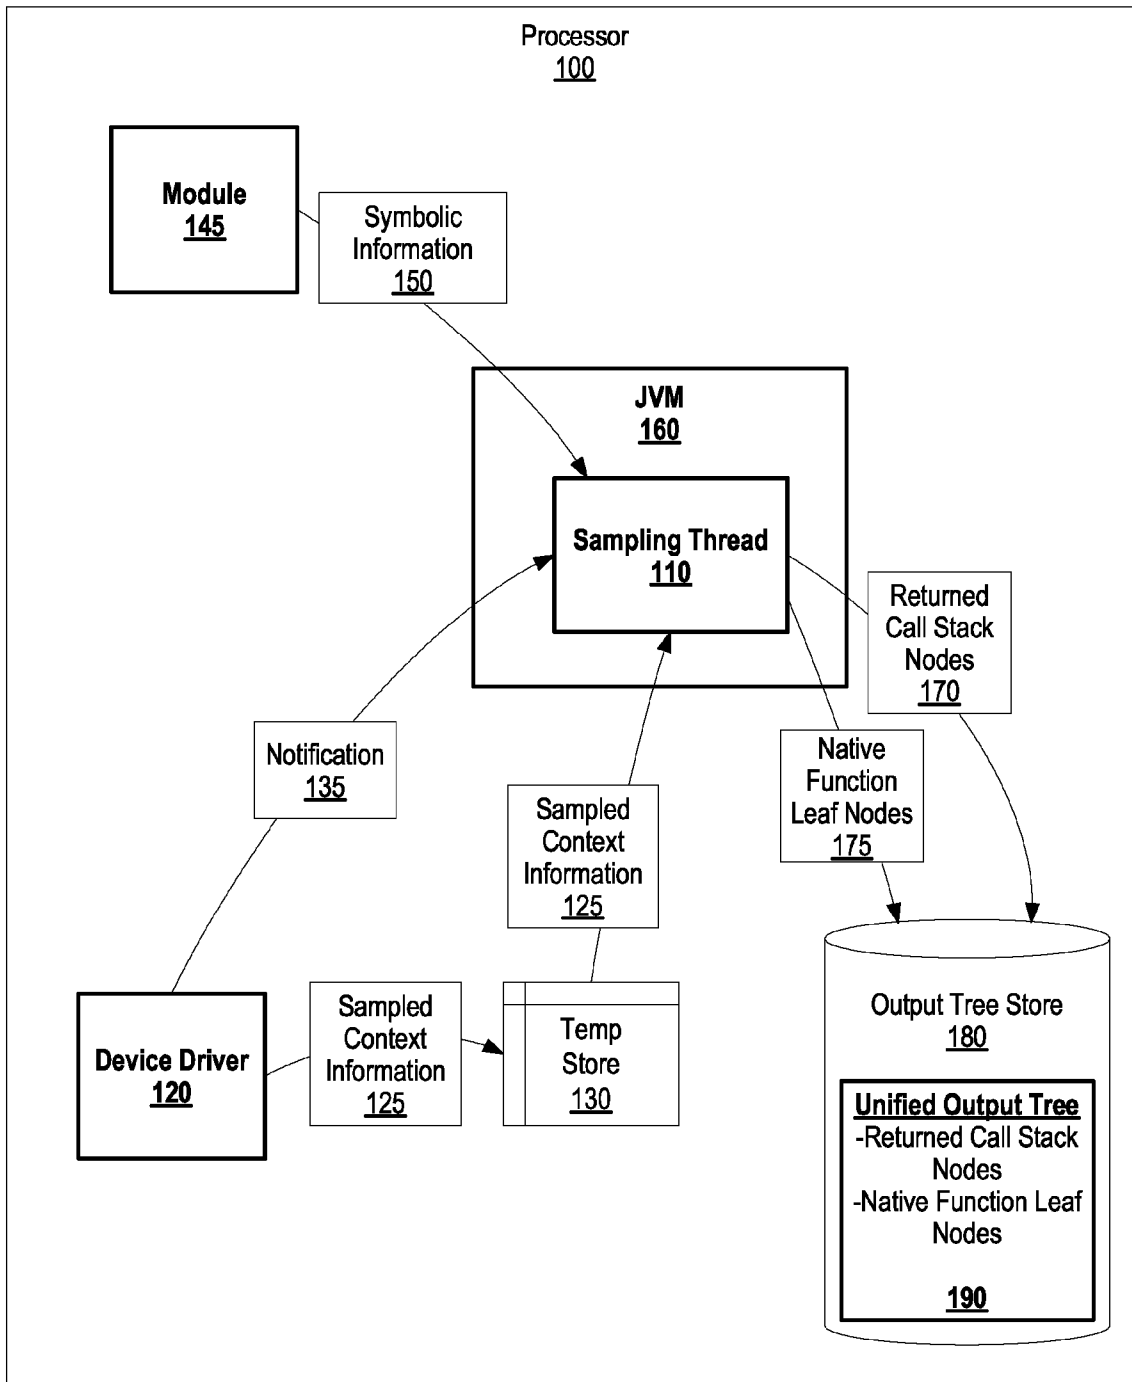 Processor
100
Module
145
Symbolic
Information
150
JVM
160
Sampling Thread
110
Returned
Call Stack
Nodes
170
Notification
135
Native
Function
Leaf Nodes
175
Sampled
Context
Information
125
Device Driver
120
Sampled
Context
Information
125
Temp
Store
130
Output Tree Store
180
Unified Output Tree
-Returned Call Stack
Nodes
-Native Function Leaf
Nodes
190